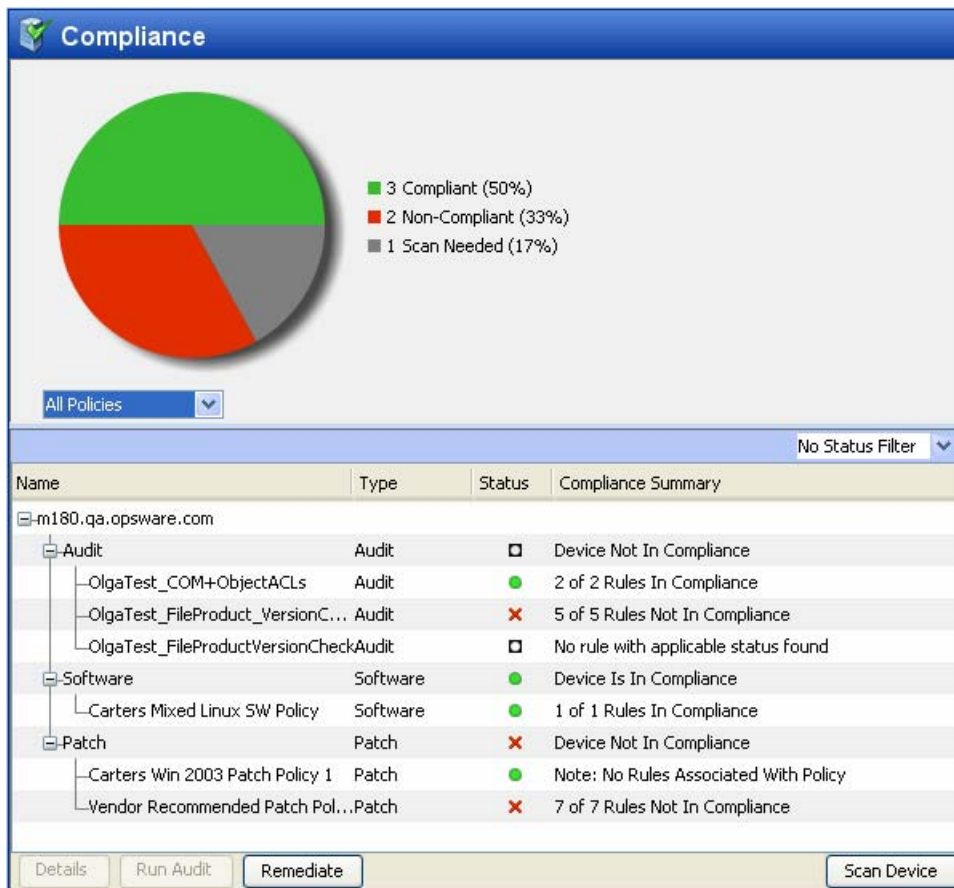 Compliance
3 Compliant (50%)
2 Non-Compliant (33%)
1 Scan Needed (17%)
All Policies
No Status Filter
Name Type Status Compliance Summary
m180.qa.opsware.com
Audit Audit Device Not In Compliance
OlgaTest_COM+ObjectACLs Audit 2 of 2 Rules In Compliance
OlgaTest_FileProduct_VersionC... Audit 5 of 5 Rules Not In Compliance
OlgaTest_FileProductVersionCheck Audit No rule with applicable status found
Software Software Device Is In Compliance
Carters Mixed Linux SW Policy Software 1 of 1 Rules In Compliance
Patch Patch Device Not In Compliance
Carters Win 2003 Patch Policy 1 Patch Note: No Rules Associated With Policy
Vendor Recommended Patch Pol... Patch 7 of 7 Rules Not In Compliance
Details Run Audit Remediate Scan Device